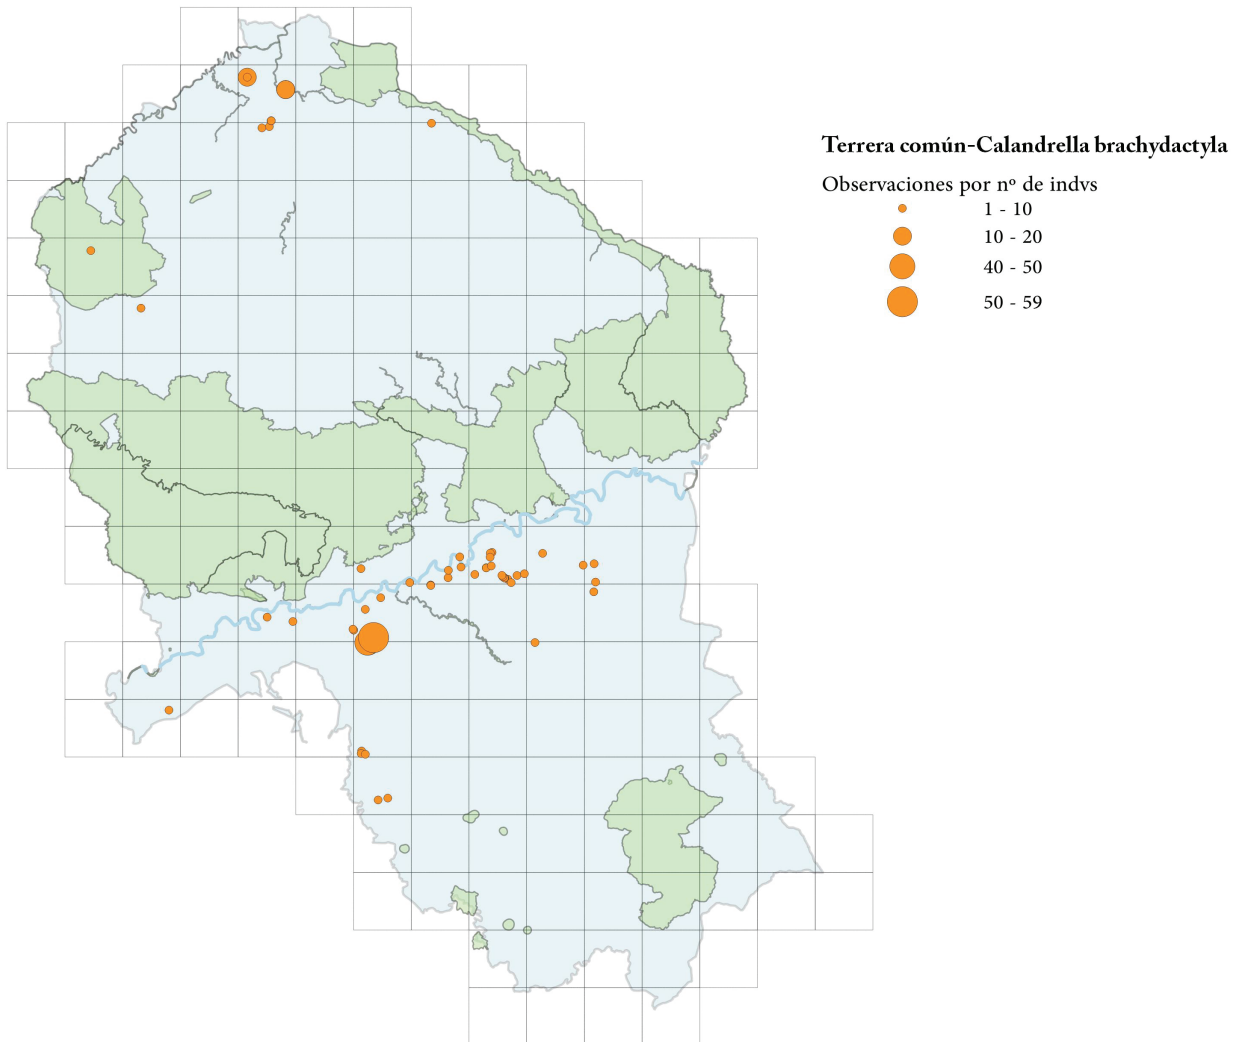 Terrera común-Calandrella brachydactyla
Observaciones por nº de indvs
1 - 10
10 - 20
40 - 50
50 - 59